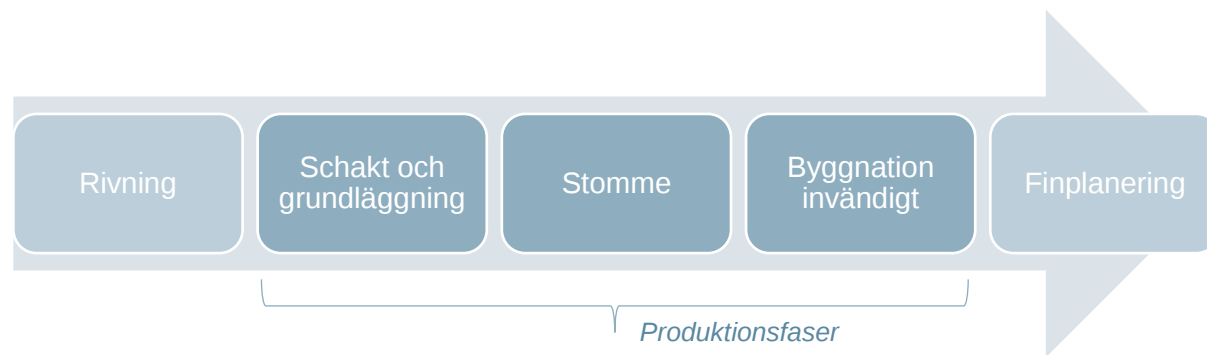 Rivning
Schakt och
grundläggning
Stomme
Byggnation
invändigt
Finplanering
Produktionsfaser